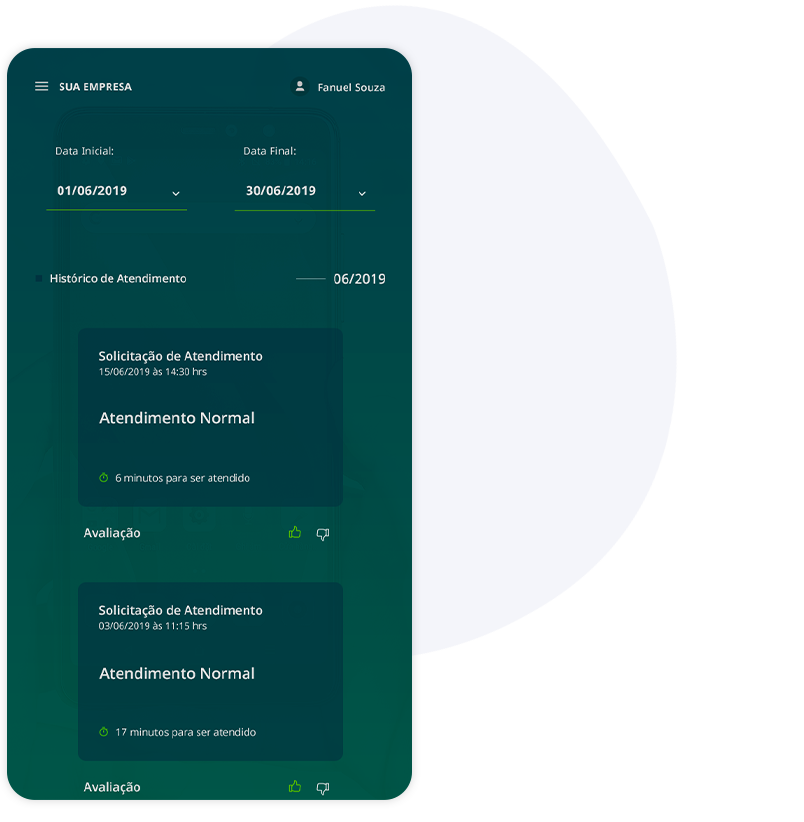 SUA EMPRESA
Fanuel Souza
Data Inicial:
Data Final:
01/06/2019
30/06/2019
Histórico de Atendimento
06/2019
Solicitação de Atendimento
15/06/2019 às 14:30 hrs
Atendimento Normal
6 minutos para ser atendido
Avaliação
Solicitação de Atendimento
03/06/2019 às 11:15 hrs
Atendimento Normal
17 minutos para ser atendido
Avaliação